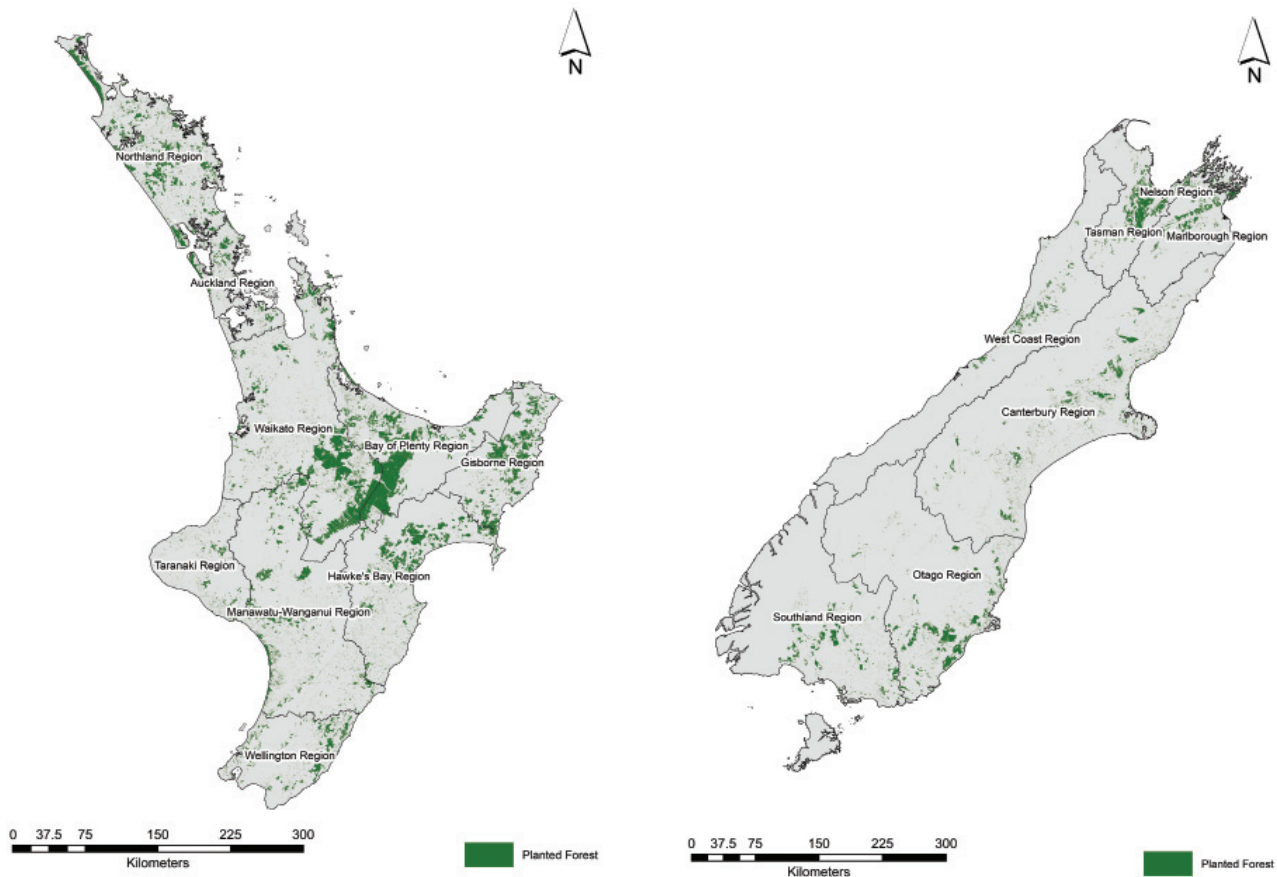 N
Northland Region
Auckland Region
Waikato Region
Bay of Plenty Region
Gisborne Region
Taranaki Region
Hawke's Bay Region
Manawatu-Wanganui Region
Wellington Region
0 37.5 75 150 225 300
Kilometers
Planted Forest
N
Nelson Region
Tasman Region
Marlborough Region
West Coast Region
Canterbury Region
Otago Region
Southland Region
0 37.5 75 150 225 300
Kilometers
Planted Forest